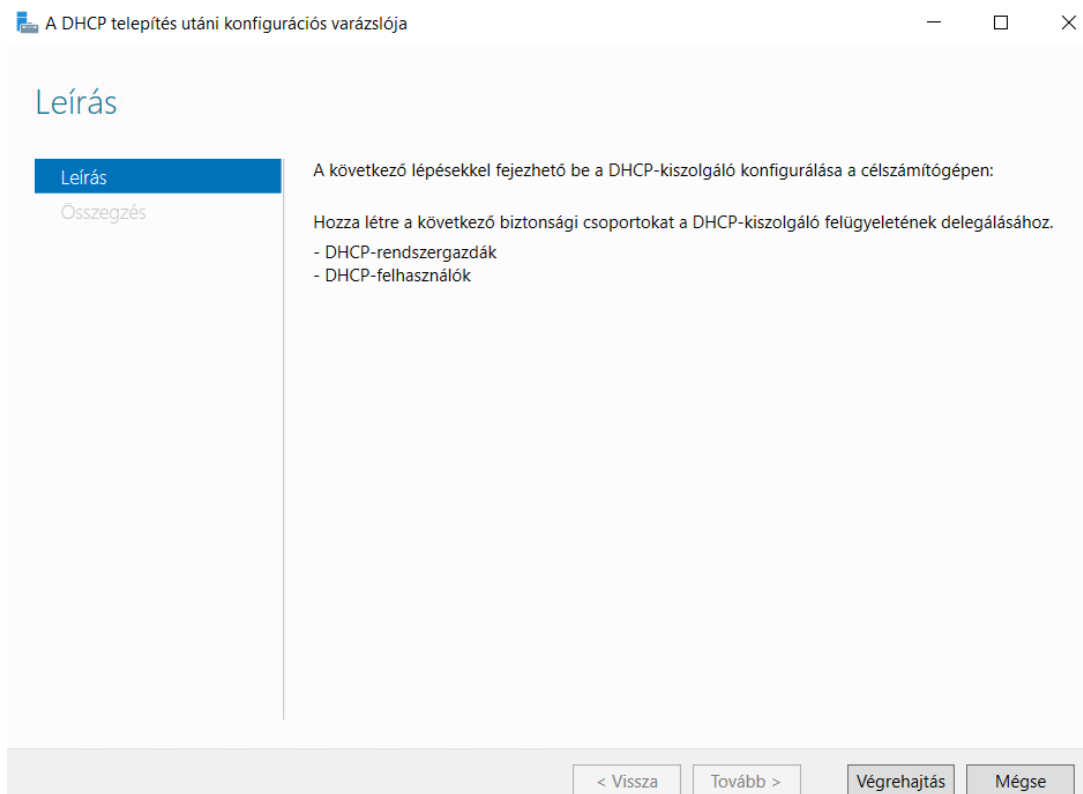 A DHCP telepítés utáni konfigurációs varázslója
Leírás
Leírás
Összegzés
A következő lépésekkel fejezhető be a DHCP-kiszolgáló konfigurálása a célszámítógépen:
Hozza létre a következő biztonsági csoportokat a DHCP-kiszolgáló felügyeletének delegálásához.
- DHCP-rendszergazdák
- DHCP-felhasználók
< Vissza Tovább > Végrehajtás Mégse